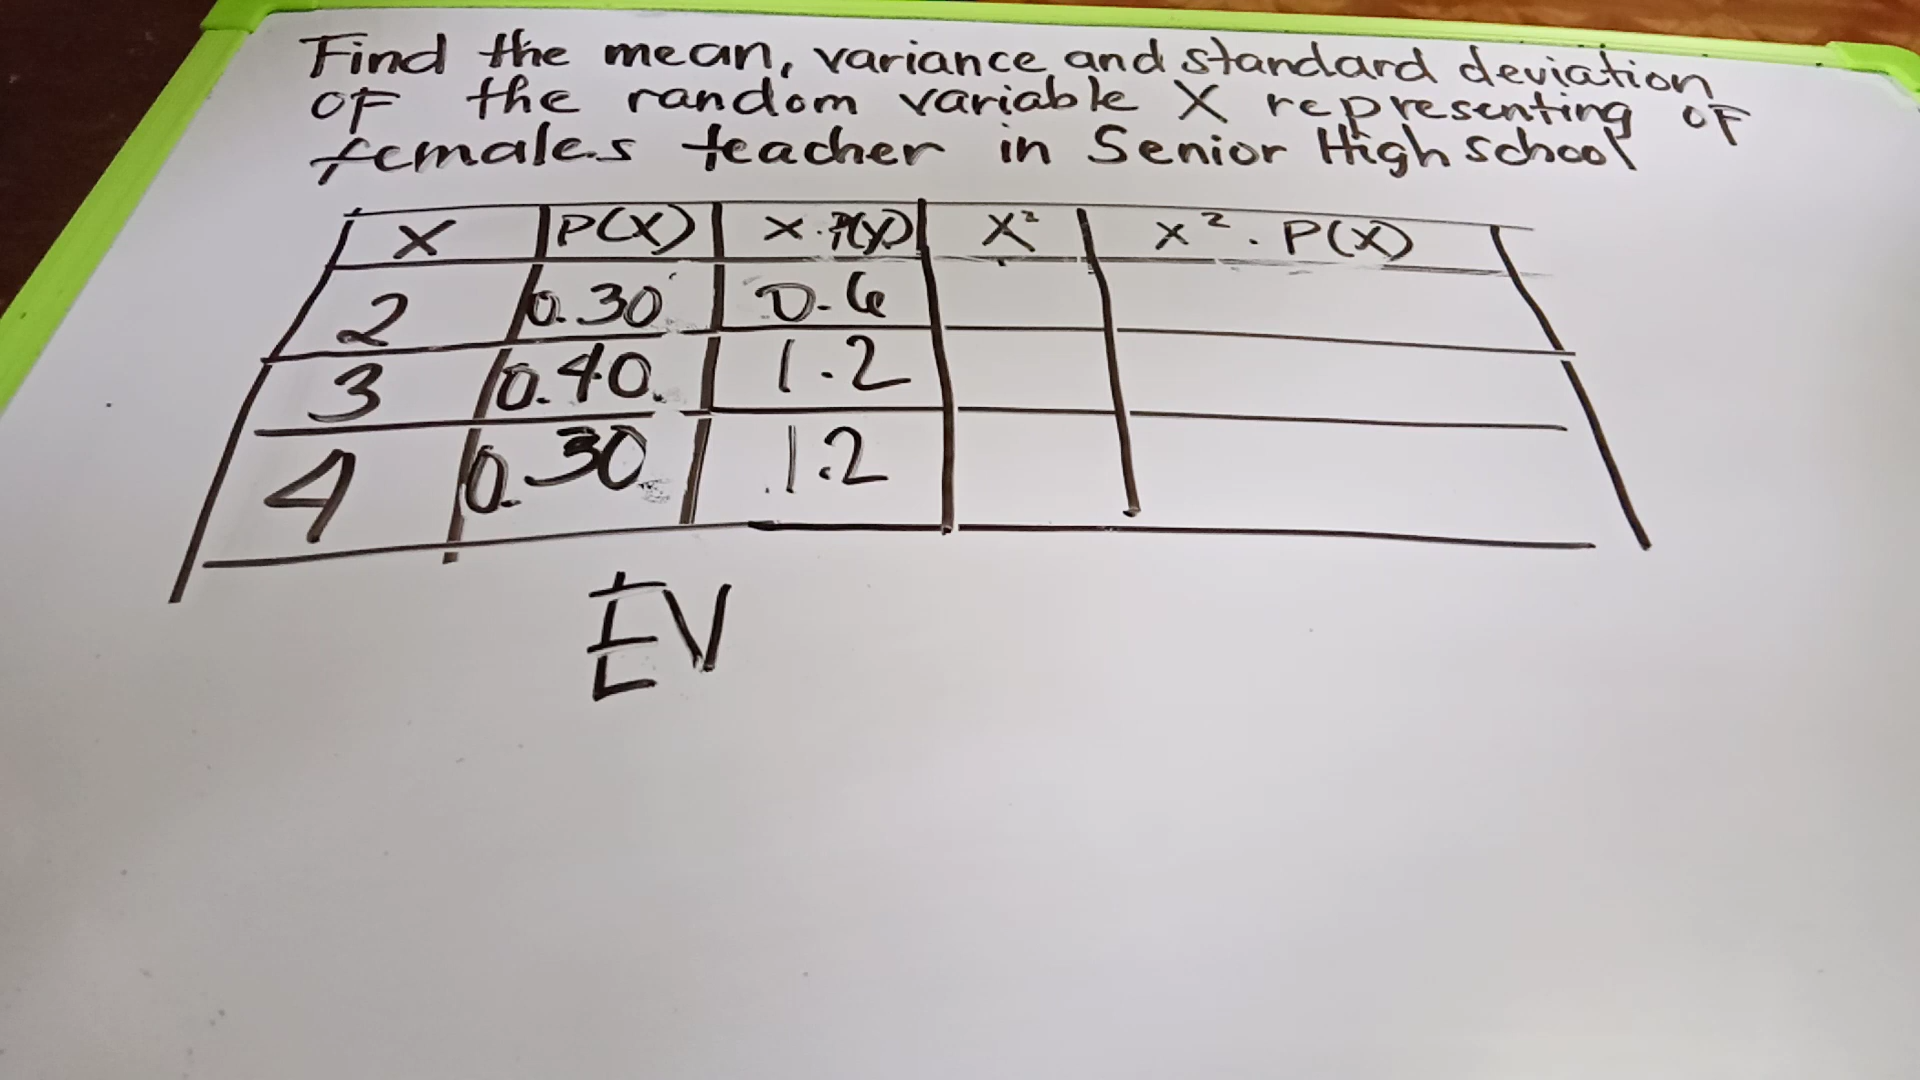 Find the mean, variance and standard deviation
OF the random variable X representing OF
females teacher in Senior High School
X P(X) X·P(X) X² X²·P(X)
2 0.30 0.6
3 0.40 1.2
4 0.30 1.2
EV